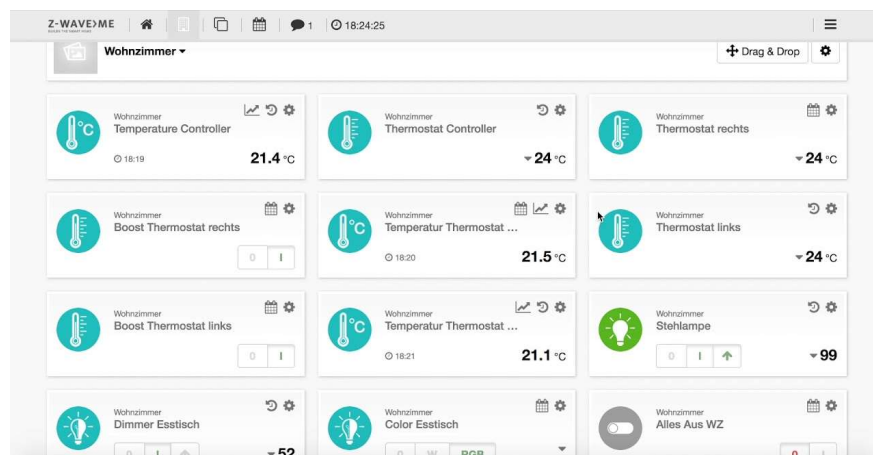 Z-WAVE>ME
1
18:24:25
Wohnzimmer
Drag & Drop
Wohnzimmer
Temperature Controller
18:19
21.4 °C
Wohnzimmer
Thermostat Controller
24 °C
Wohnzimmer
Thermostat rechts
24 °C
Wohnzimmer
Boost Thermostat rechts
0 I
Wohnzimmer
Temperatur Thermostat ...
18:20
21.5 °C
Wohnzimmer
Thermostat links
24 °C
Wohnzimmer
Boost Thermostat links
0 I
Wohnzimmer
Temperatur Thermostat ...
18:21
21.1 °C
Wohnzimmer
Stehlampe
0 I
99
Wohnzimmer
Dimmer Esstisch
0 I
52
Wohnzimmer
Color Esstisch
0 W RGB
Wohnzimmer
Alles Aus WZ
0 I